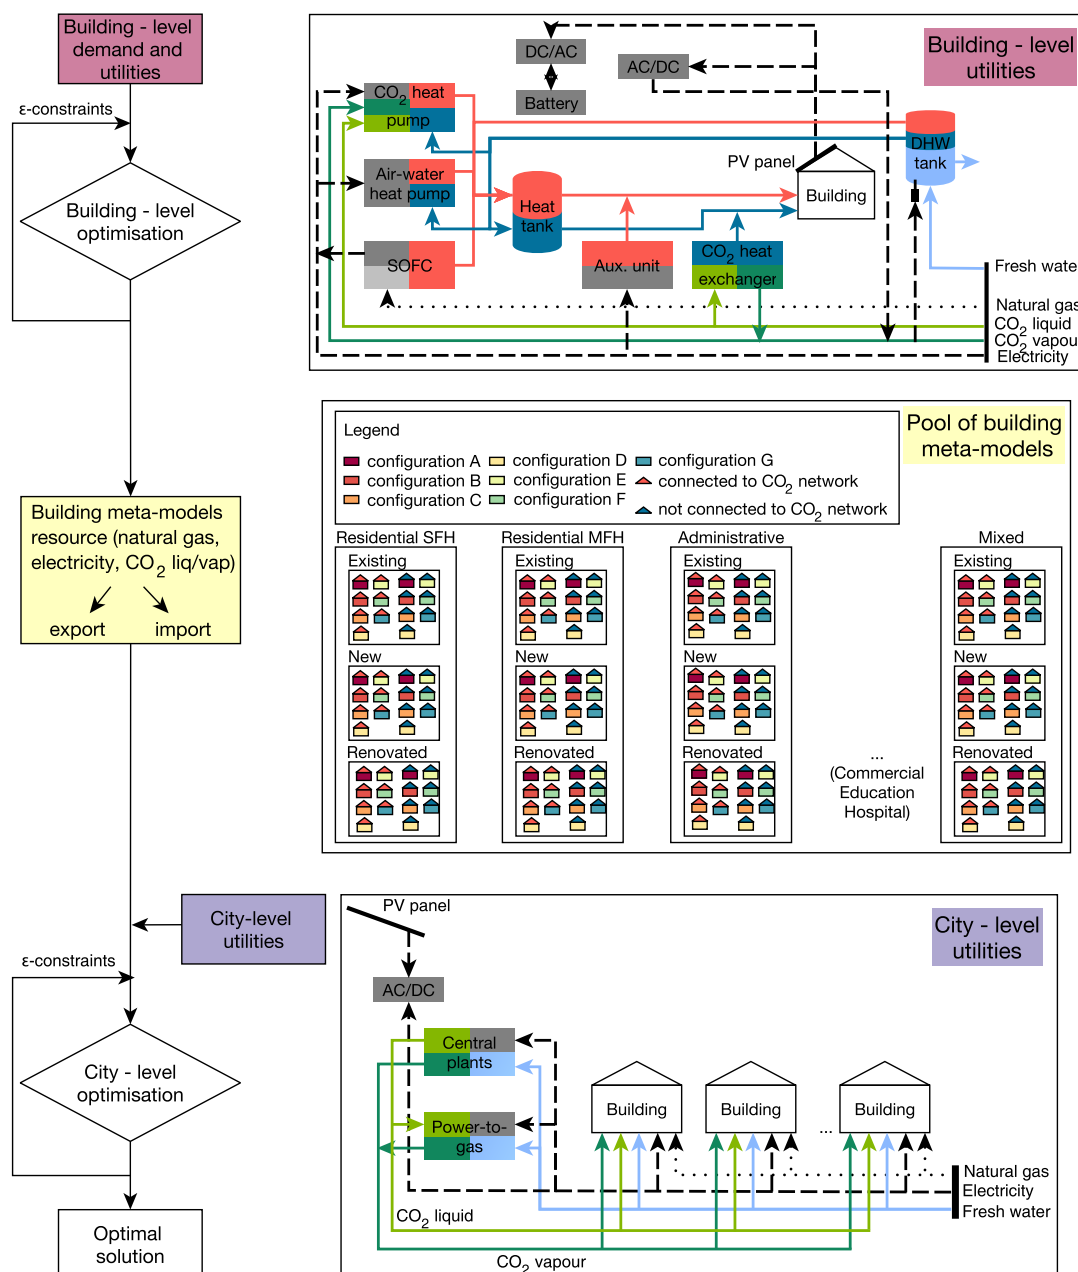 Building - level
demand and
utilities
ε-constraints
Building - level
optimisation
Building meta-models
resource (natural gas,
electricity, CO2 liq/vap)
export
import
City-level
utilities
ε-constraints
City - level
optimisation
Optimal
solution
Building - level
utilities
DC/AC
Battery
AC/DC
CO2 heat
pump
Air-water
heat pump
SOFC
Heat
tank
Aux. unit
CO2 heat
exchanger
PV panel
Building
DHW
tank
Fresh water
Natural gas
CO2 liquid
CO2 vapour
Electricity
Pool of building
meta-models
Legend
configuration A
configuration B
configuration C
configuration D
configuration E
configuration F
configuration G
connected to CO2 network
not connected to CO2 network
Residential SFH
Existing
New
Renovated
Residential MFH
Existing
New
Renovated
Administrative
Existing
New
Renovated
...
(Commercial
Education
Hospital)
Mixed
Existing
New
Renovated
City - level
utilities
PV panel
AC/DC
Central
plants
Power-to-
gas
Building
Building
...
Building
Natural gas
Electricity
Fresh water
CO2 liquid
CO2 vapour